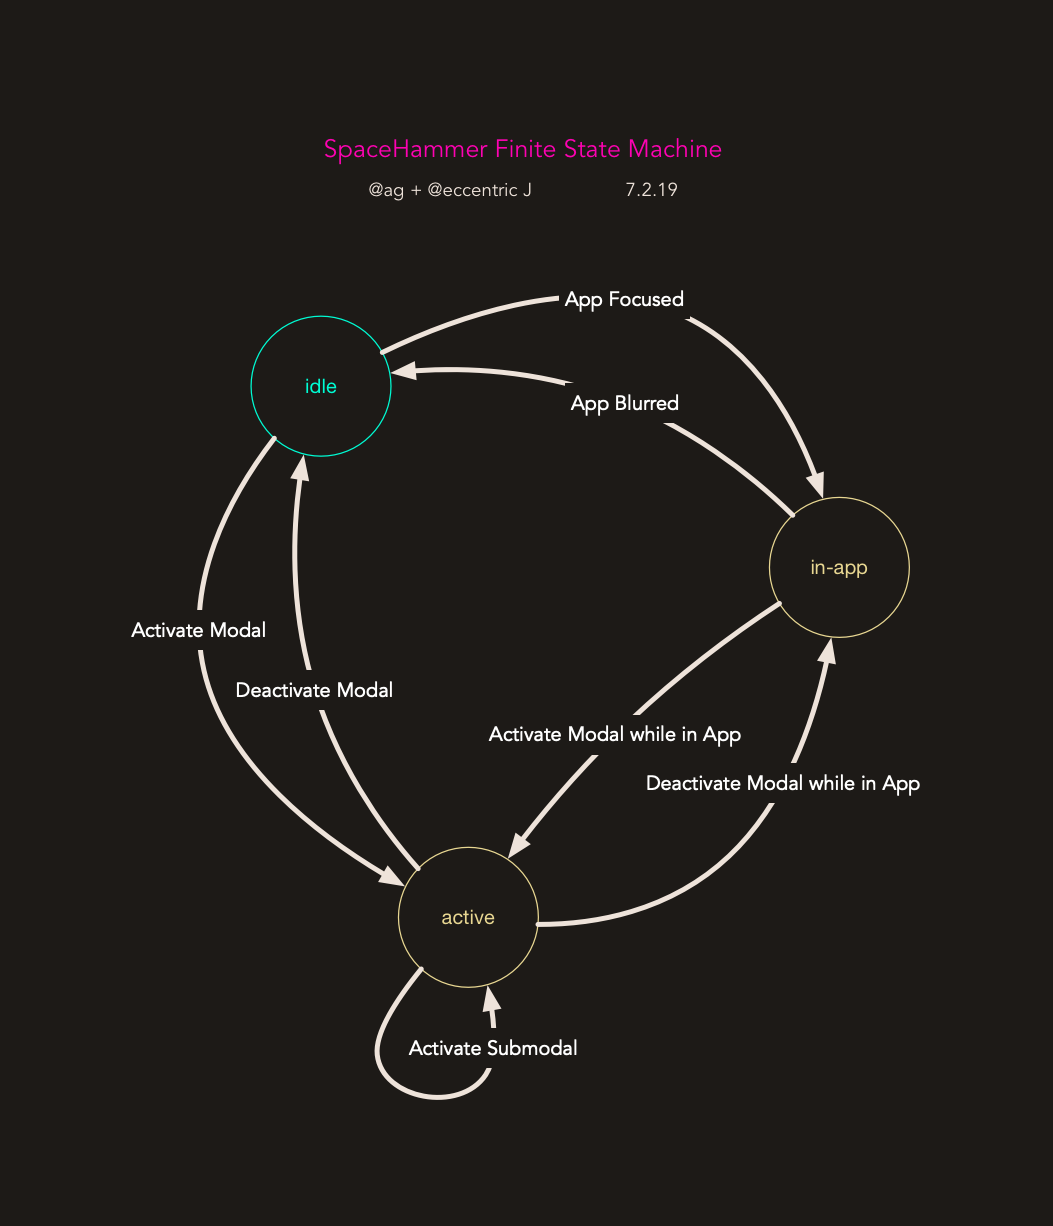 SpaceHammer Finite State Machine
@ag + @eccentric J 7.2.19
App Focused
idle
App Blurred
in-app
Activate Modal
Deactivate Modal
Activate Modal while in App
Deactivate Modal while in App
active
Activate Submodal